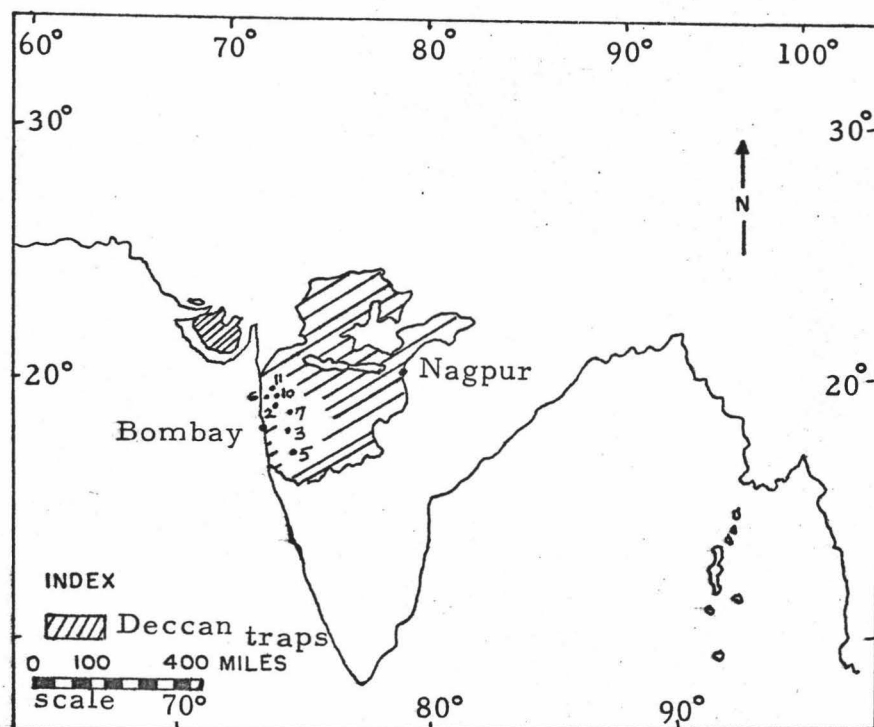 60° 70° 80° 90° 100°
30° 30°
N
20° Nagpur 20°
11
6 10
2 7
Bombay 3
5
INDEX
Deccan traps
0 100 400 MILES
scale 70° 80° 90°